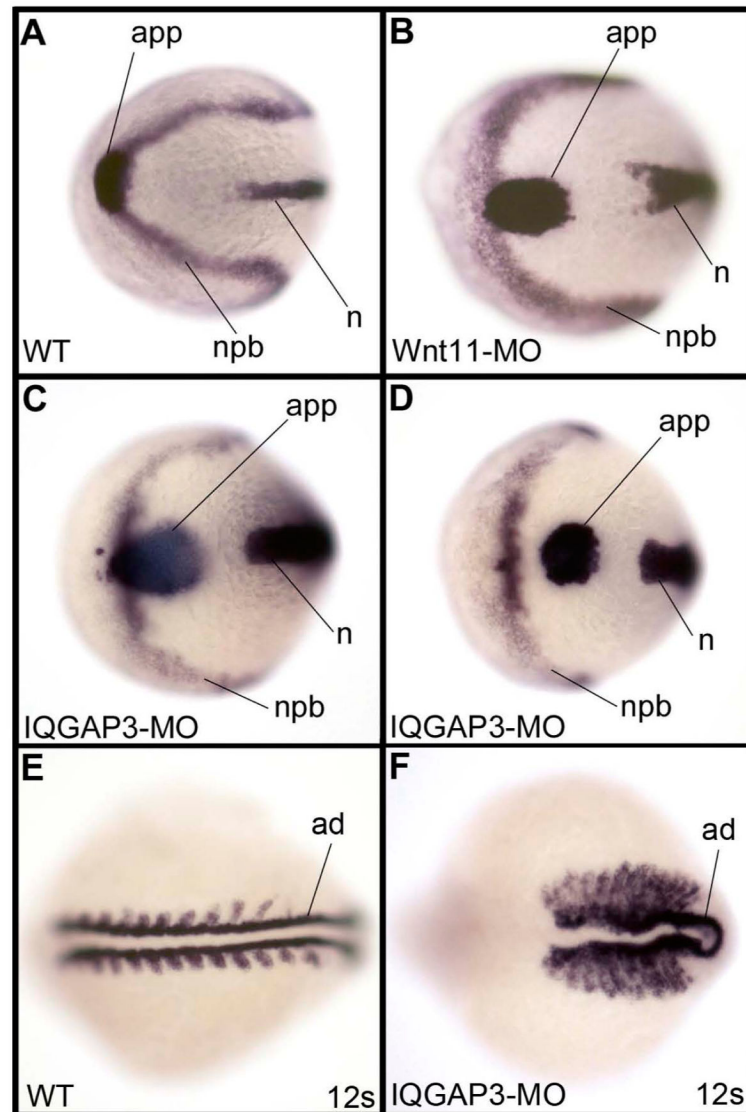 A
app
WT
npb
n
B
app
Wnt11-MO
npb
n
C
app
IQGAP3-MO
npb
n
D
app
IQGAP3-MO
npb
n
E
ad
WT
12s
F
ad
IQGAP3-MO
12s